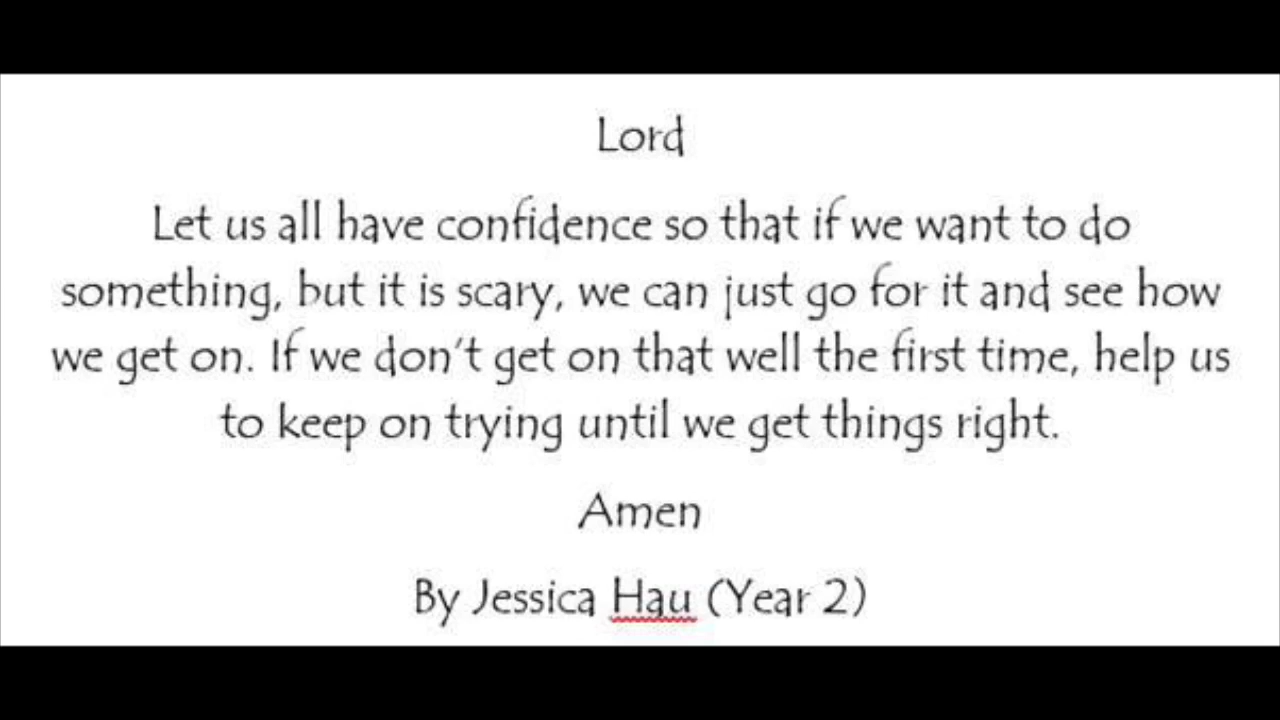 Lord
Let us all have confidence so that if we want to do
something, but it is scary, we can just go for it and see how
we get on. If we don't get on that well the first time, help us
to keep on trying until we get things right.
Amen
By Jessica Hau (Year 2)